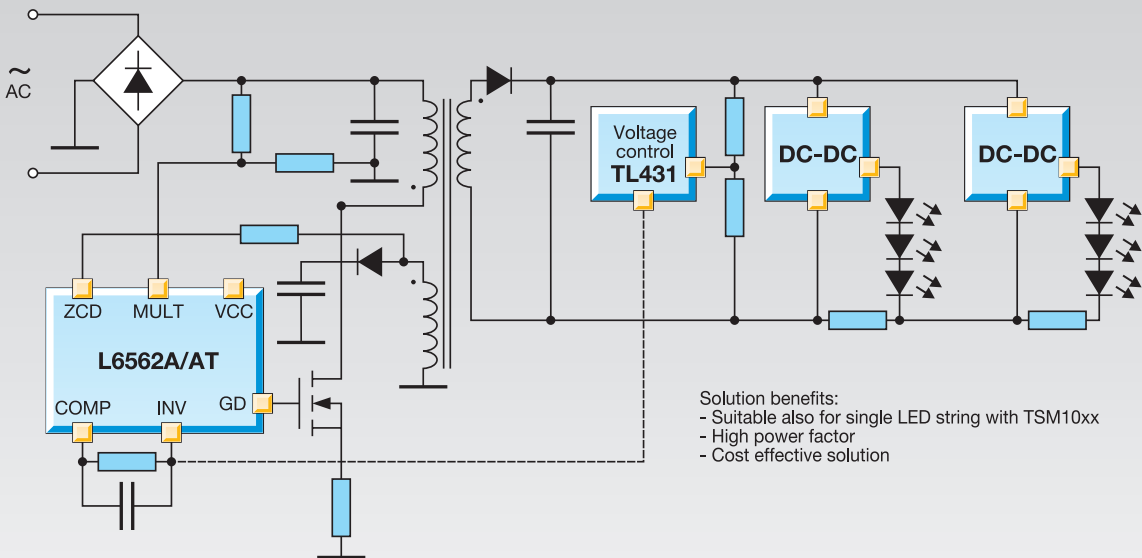 ~
AC
Voltage
control
TL431
DC-DC
DC-DC
ZCD
MULT
VCC
L6562A/AT
COMP
INV
GD
Solution benefits:
- Suitable also for single LED string with TSM10xx
- High power factor
- Cost effective solution